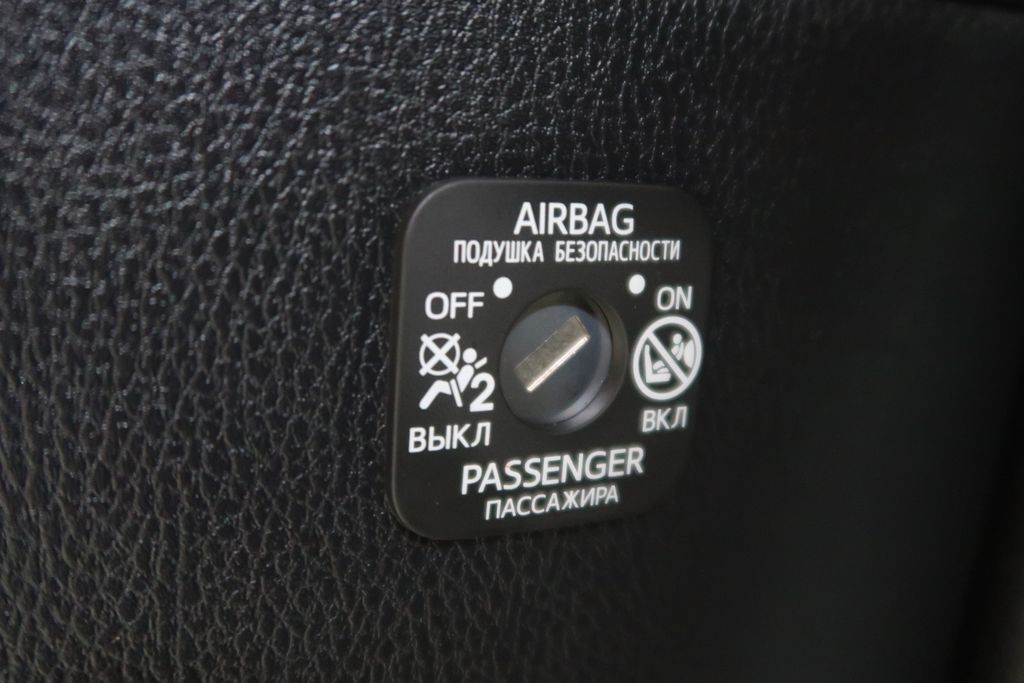 AIRBAG
ПОДУШКА БЕЗОПАСНОСТИ
OFF
ON
2
ВЫКЛ
ВКЛ
PASSENGER
ПАССАЖИРА